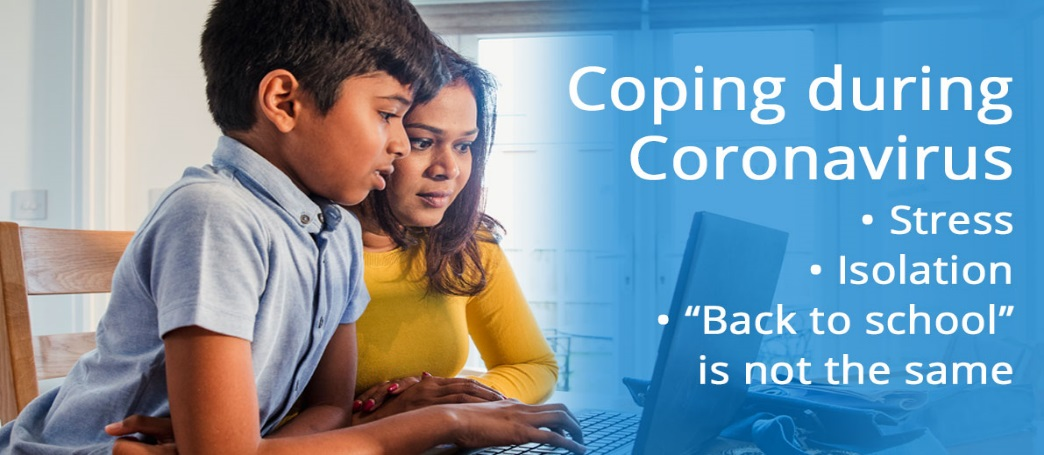 Coping during
Coronavirus
• Stress
• Isolation
• “Back to school”
is not the same